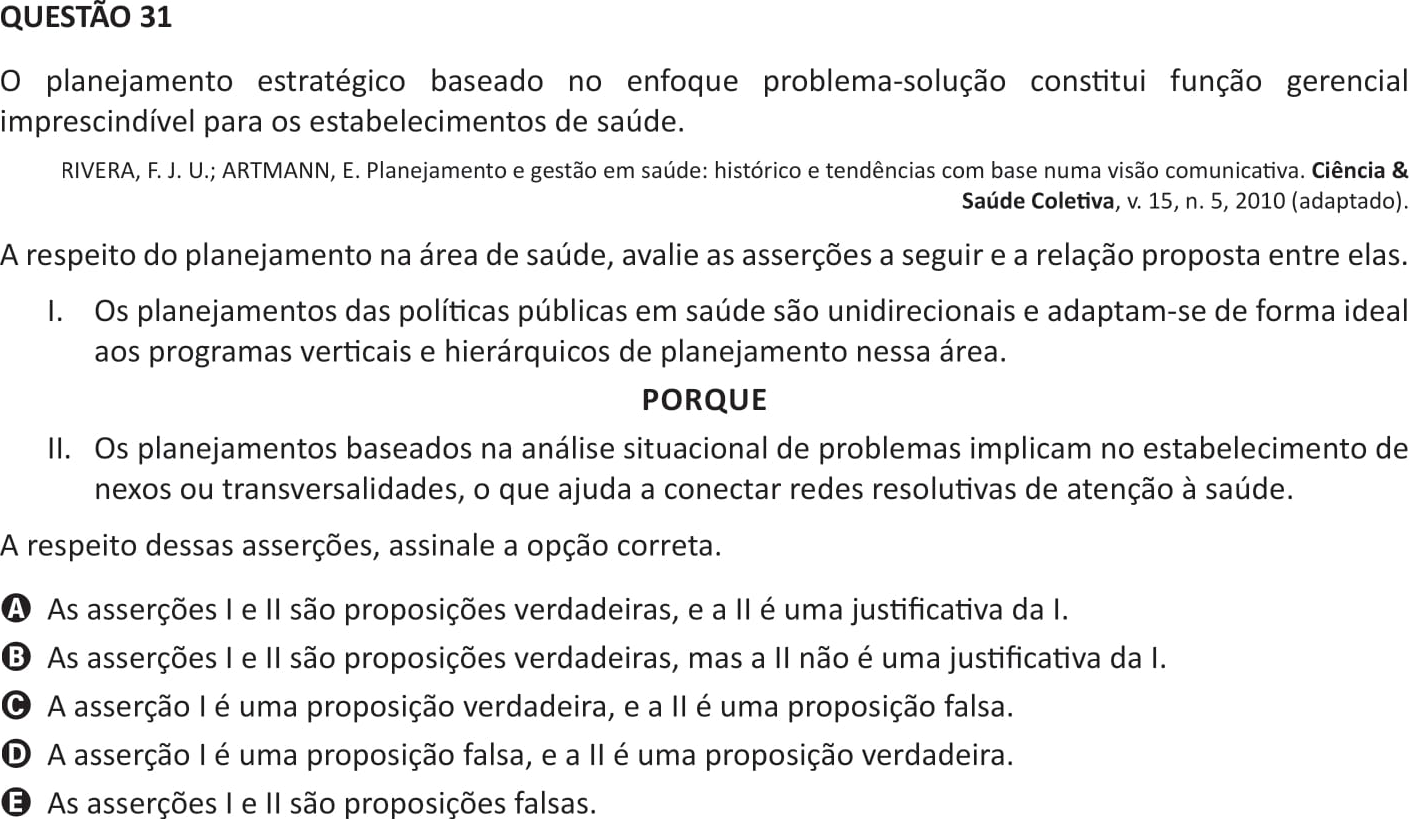 QUESTÃO 31
O planejamento estratégico baseado no enfoque problema-solução constitui função gerencial
imprescindível para os estabelecimentos de saúde.
RIVERA, F. J. U.; ARTMANN, E. Planejamento e gestão em saúde: histórico e tendências com base numa visão comunicativa. Ciência &
Saúde Coletiva, v. 15, n. 5, 2010 (adaptado).
A respeito do planejamento na área de saúde, avalie as asserções a seguir e a relação proposta entre elas.
I. Os planejamentos das políticas públicas em saúde são unidirecionais e adaptam-se de forma ideal
aos programas verticais e hierárquicos de planejamento nessa área.
PORQUE
II. Os planejamentos baseados na análise situacional de problemas implicam no estabelecimento de
nexos ou transversalidades, o que ajuda a conectar redes resolutivas de atenção à saúde.
A respeito dessas asserções, assinale a opção correta.
A As asserções I e II são proposições verdadeiras, e a II é uma justificativa da I.
B As asserções I e II são proposições verdadeiras, mas a II não é uma justificativa da I.
C A asserção I é uma proposição verdadeira, e a II é uma proposição falsa.
D A asserção I é uma proposição falsa, e a II é uma proposição verdadeira.
E As asserções I e II são proposições falsas.